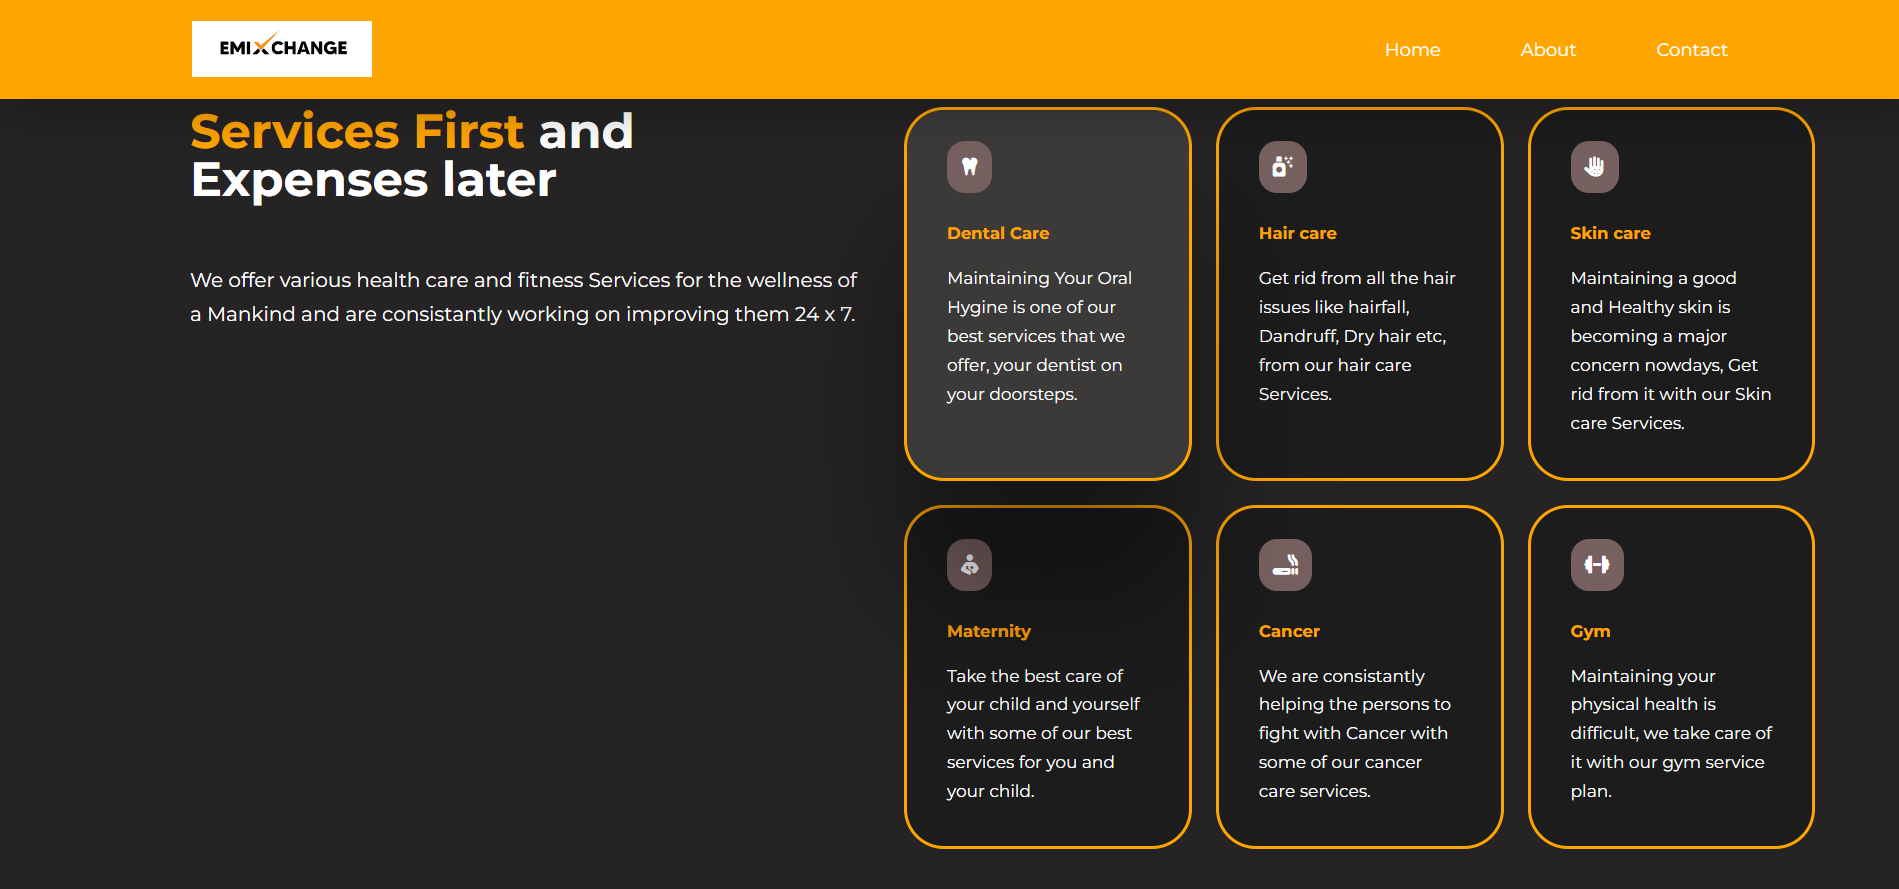 EMIXCHANGE
Home
About
Contact
Services First and
Expenses later
We offer various health care and fitness Services for the wellness of
a Mankind and are consistantly working on improving them 24 x 7.
Dental Care
Maintaining Your Oral
Hygine is one of our
best services that we
offer, your dentist on
your doorsteps.
Hair care
Get rid from all the hair
issues like hairfall,
Dandruff, Dry hair etc,
from our hair care
Services.
Skin care
Maintaining a good
and Healthy skin is
becoming a major
concern nowdays, Get
rid from it with our Skin
care Services.
Maternity
Take the best care of
your child and yourself
with some of our best
services for you and
your child.
Cancer
We are consistantly
helping the persons to
fight with Cancer with
some of our cancer
care services.
Gym
Maintaining your
physical health is
difficult, we take care of
it with our gym service
plan.